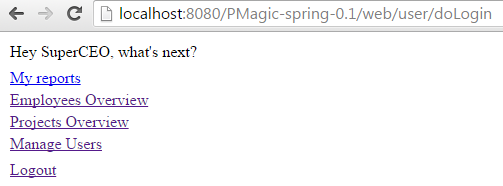 localhost:8080/PMagic-spring-0.1/web/user/doLogin
Hey SuperCEO, what's next?
My reports
Employees Overview
Projects Overview
Manage Users
Logout